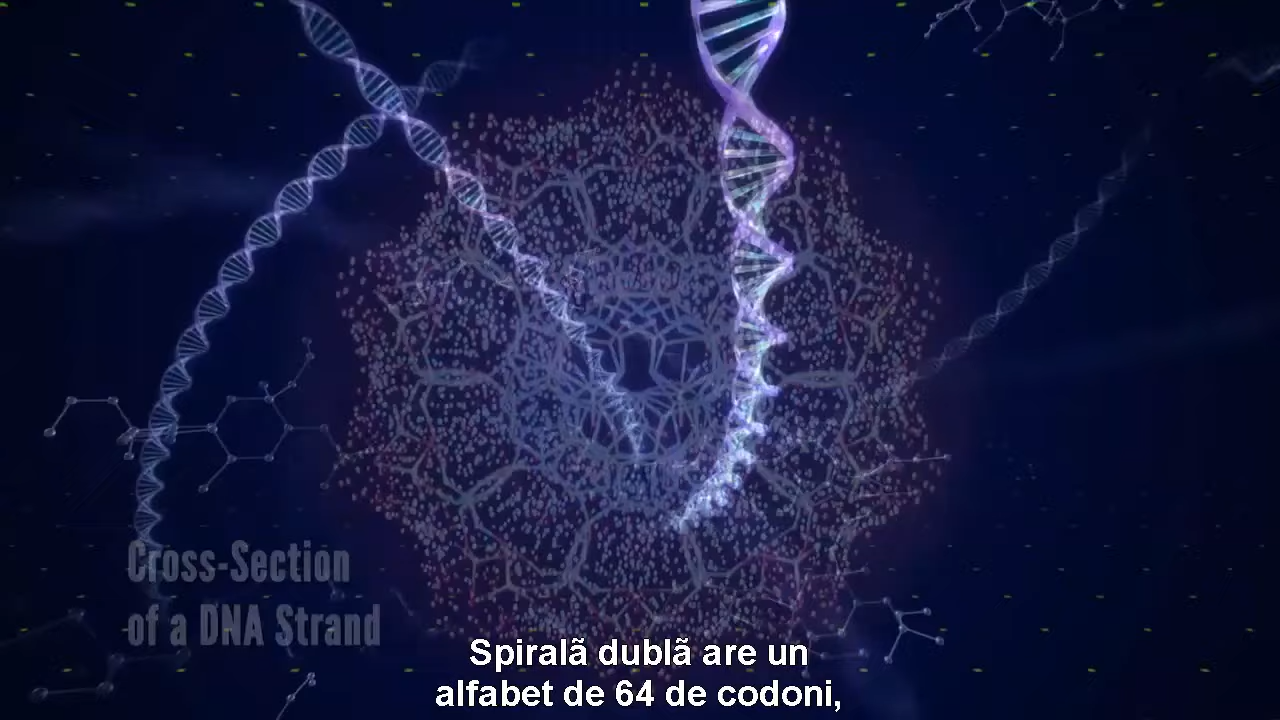 Cross-Section
of a DNA Strand
Spiralã dublã are un
alfabet de 64 de codoni,